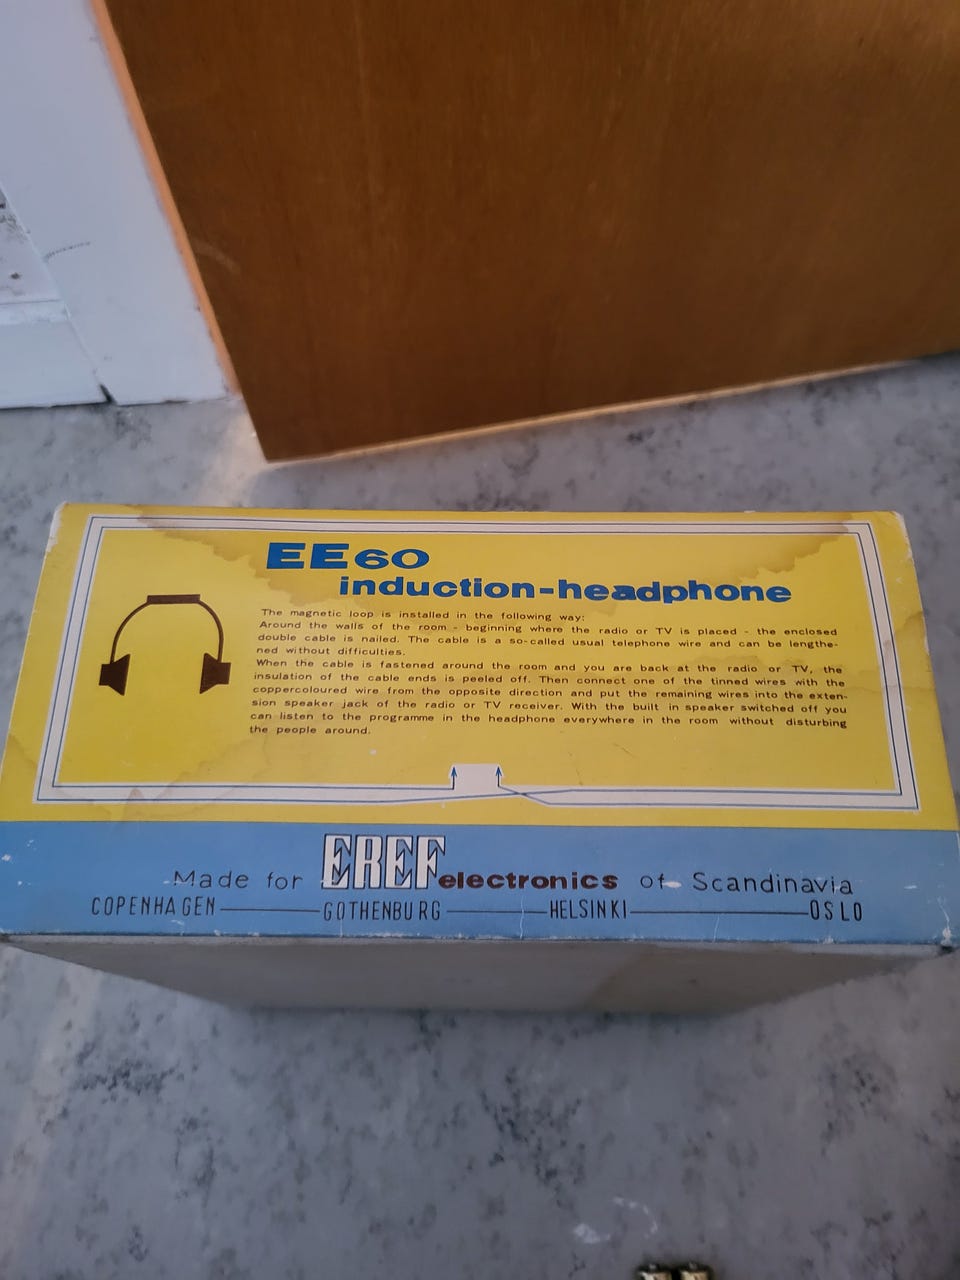 EE60
induction-headphone
The magnetic loop is installed in the following way:
Around the walls of the room - beginning where the radio or TV is placed - the enclosed
double cable is nailed. The cable is a so-called usual telephone wire and can be lengthe-
ned without difficulties.
When the cable is fastened around the room and you are back at the radio or TV, the
insulation of the cable ends is peeled off. Then connect one of the tinned wires with the
coppercoloured wire from the opposite direction and put the remaining wires into the exten-
sion speaker jack of the radio or TV receiver. With the built in speaker switched off you
can listen to the programme in the headphone everywhere in the room without disturbing
the people around.
Made for EREF electronics of Scandinavia
COPENHAGEN GOTHENBURG HELSINKI OSLO